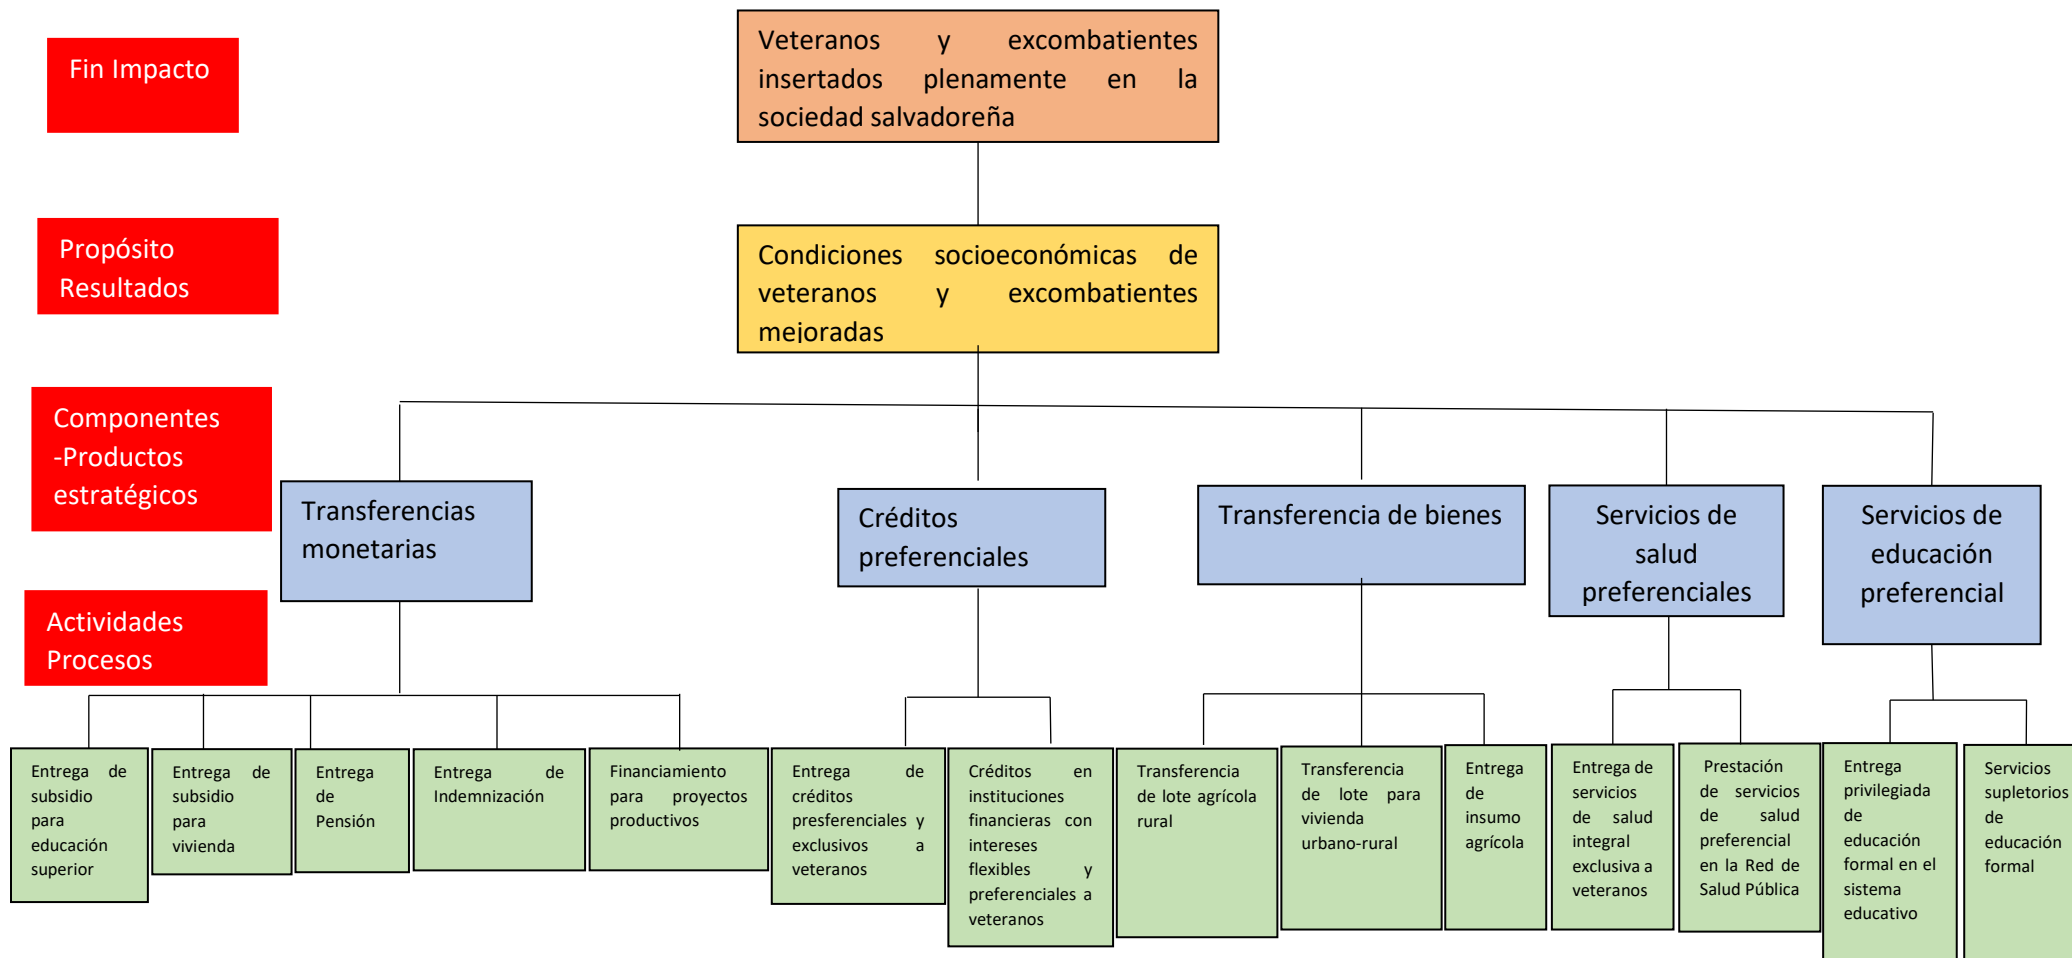 Fin Impacto
Veteranos y excombatientes
insertados plenamente en la
sociedad salvadoreña
Propósito
Resultados
Condiciones socioeconómicas de
veteranos y excombatientes
mejoradas
Componentes
-Productos
estratégicos
Transferencias
monetarias
Créditos
preferenciales
Transferencia de bienes
Servicios de
salud
preferenciales
Servicios de
educación
preferencial
Actividades
Procesos
Entrega de
subsidio
para
educación
superior
Entrega de
subsidio
para
vivienda
Entrega
de
Pensión
Entrega de
Indemnización
Financiamiento
para proyectos
productivos
Entrega de
créditos
presferenciales y
exclusivos a
veteranos
Créditos en
instituciones
financieras con
intereses
flexibles y
preferenciales a
veteranos
Transferencia
de lote agrícola
rural
Transferencia
de lote para
vivienda
urbano-rural
Entrega
de
insumo
agrícola
Entrega de
servicios
de salud
integral
exclusiva a
veteranos
Prestación
de servicios
de salud
preferencial
en la Red de
Salud Pública
Entrega
privilegiada
de
educación
formal en el
sistema
educativo
Servicios
supletorios
de
educación
formal